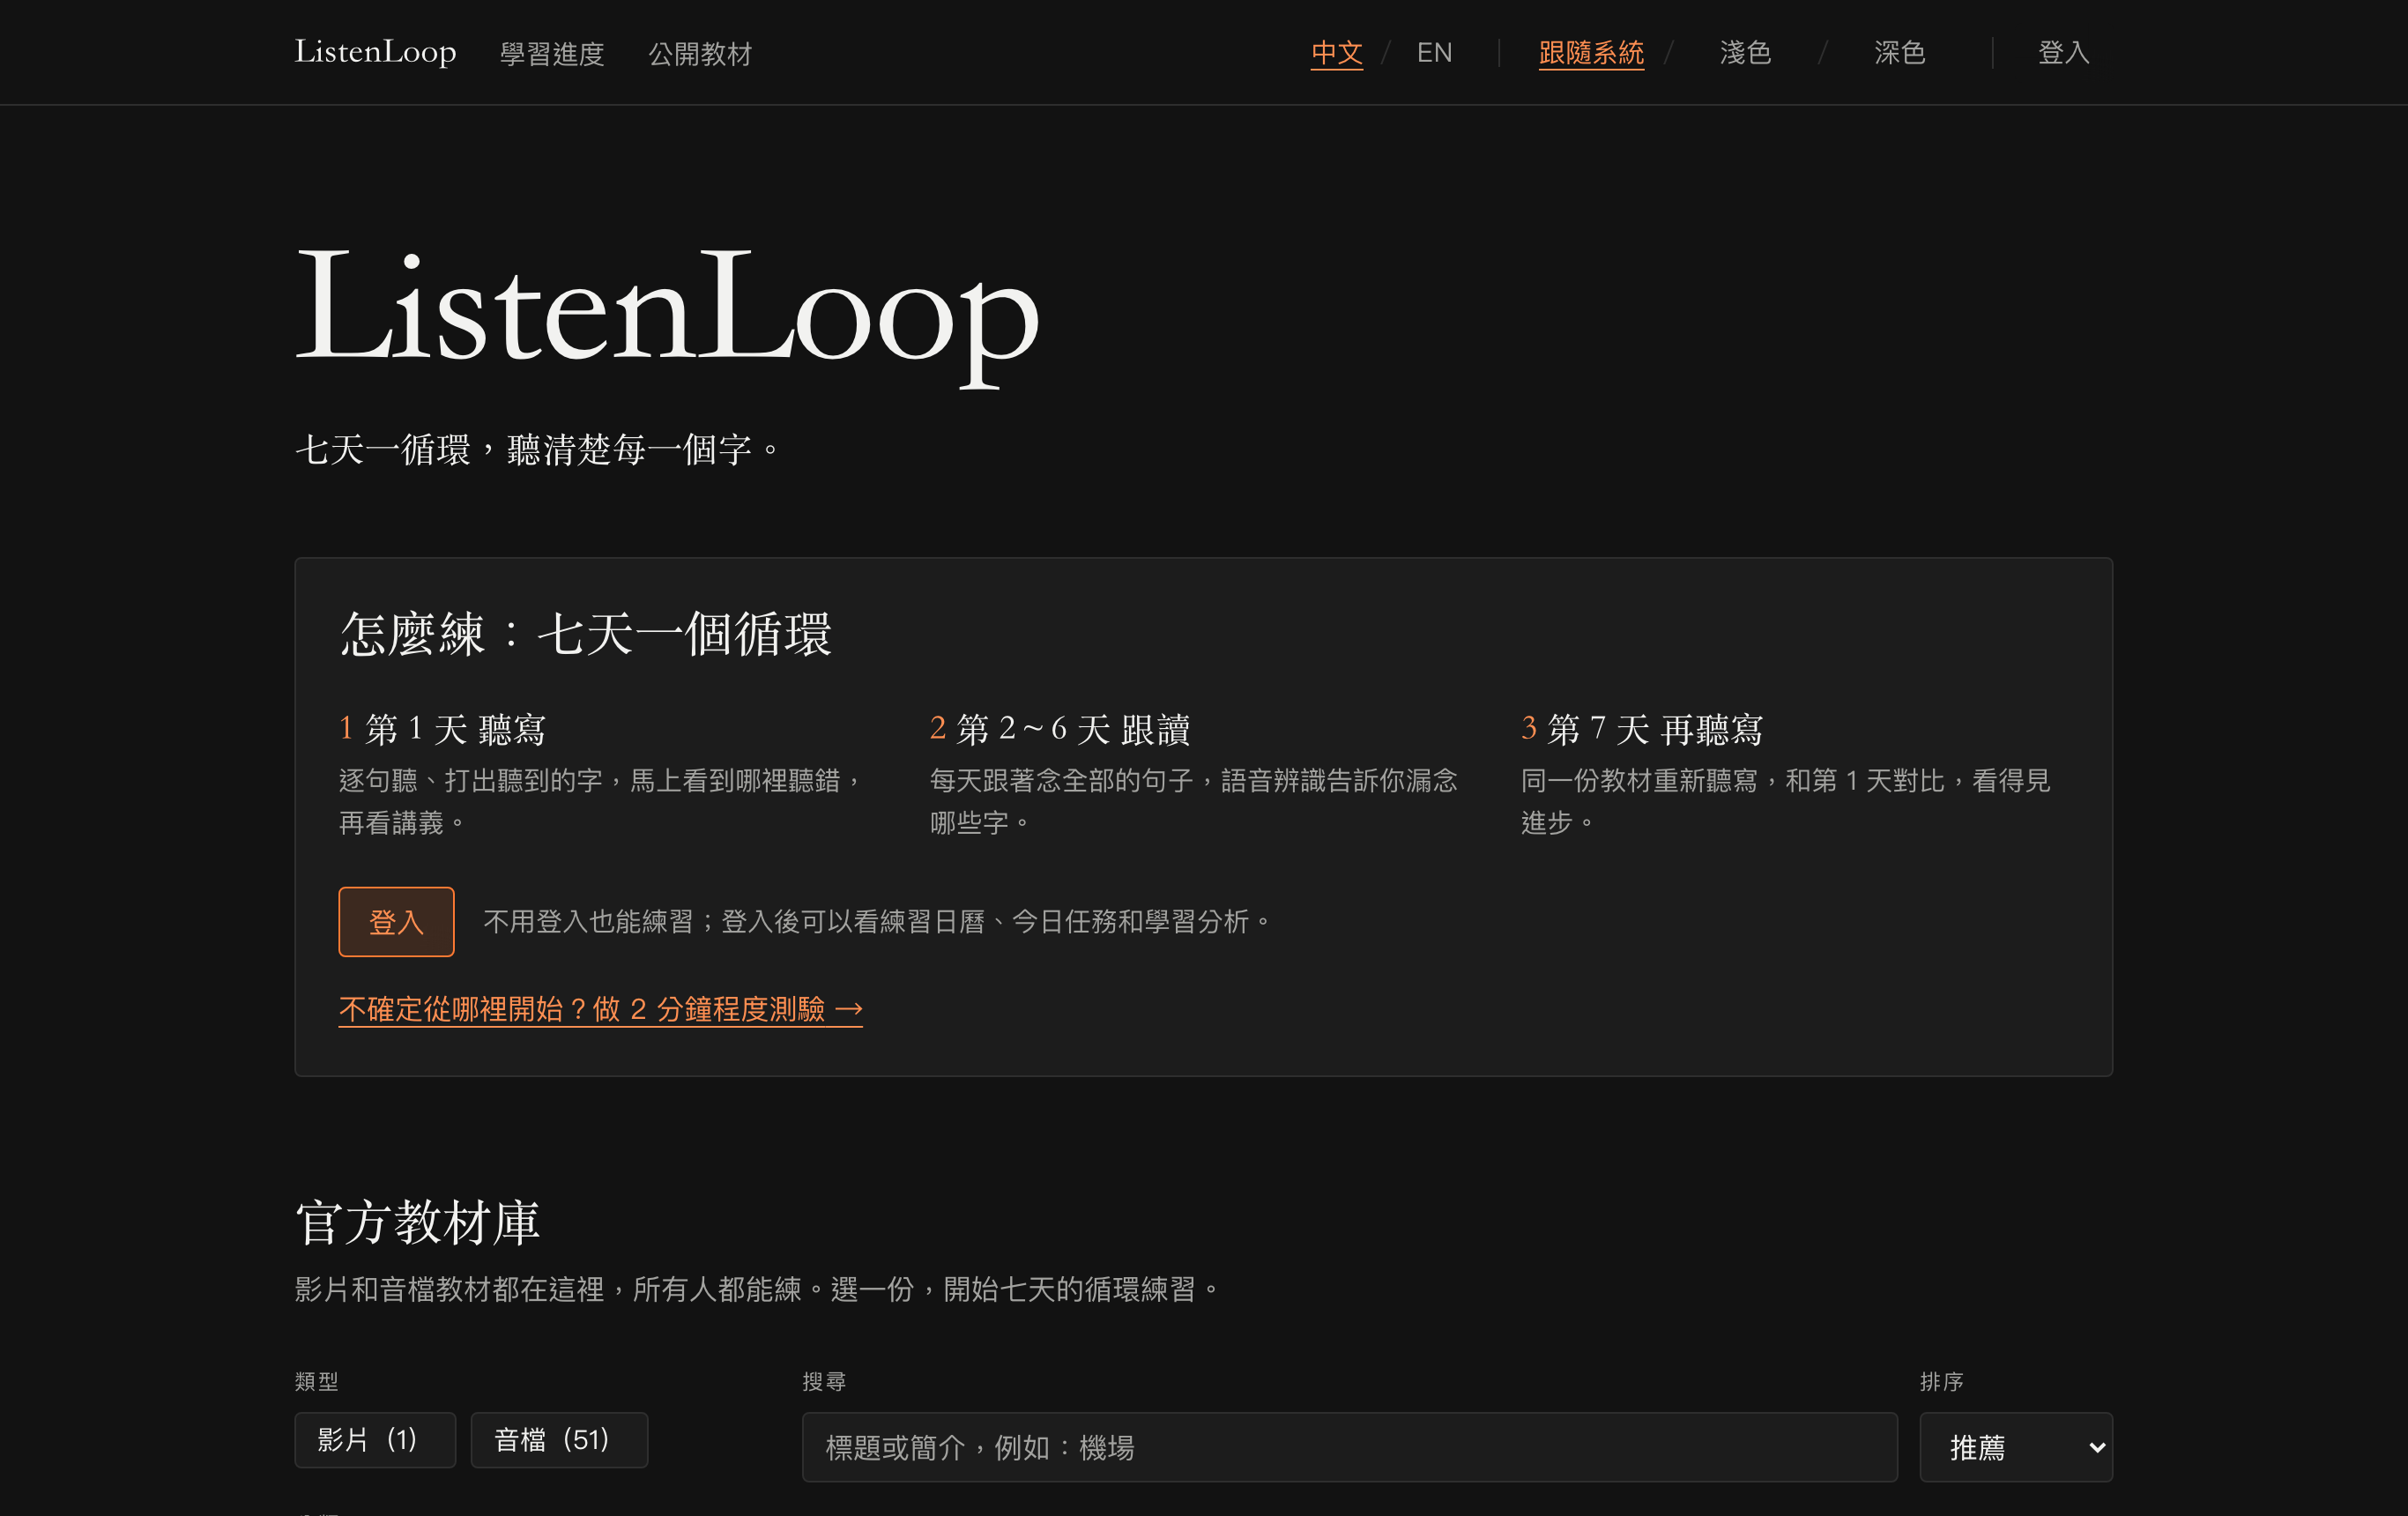 ListenLoop 學習進度 公開教材 中文 / EN | 跟隨系統 / 淺色 / 深色 | 登入
ListenLoop
七天一循環，聽清楚每一個字。
怎麼練：七天一個循環
1 第 1 天 聽寫
逐句聽、打出聽到的字，馬上看到哪裡聽錯，
再看講義。
2 第 2～6 天 跟讀
每天跟著念全部的句子，語音辨識告訴你漏念
哪些字。
3 第 7 天 再聽寫
同一份教材重新聽寫，和第 1 天對比，看得見
進步。
登入 不用登入也能練習；登入後可以看練習日曆、今日任務和學習分析。
不確定從哪裡開始？做 2 分鐘程度測驗 →
官方教材庫
影片和音檔教材都在這裡，所有人都能練。選一份，開始七天的循環練習。
類型
影片（1） 音檔（51）
搜尋
標題或簡介，例如：機場
排序
推薦